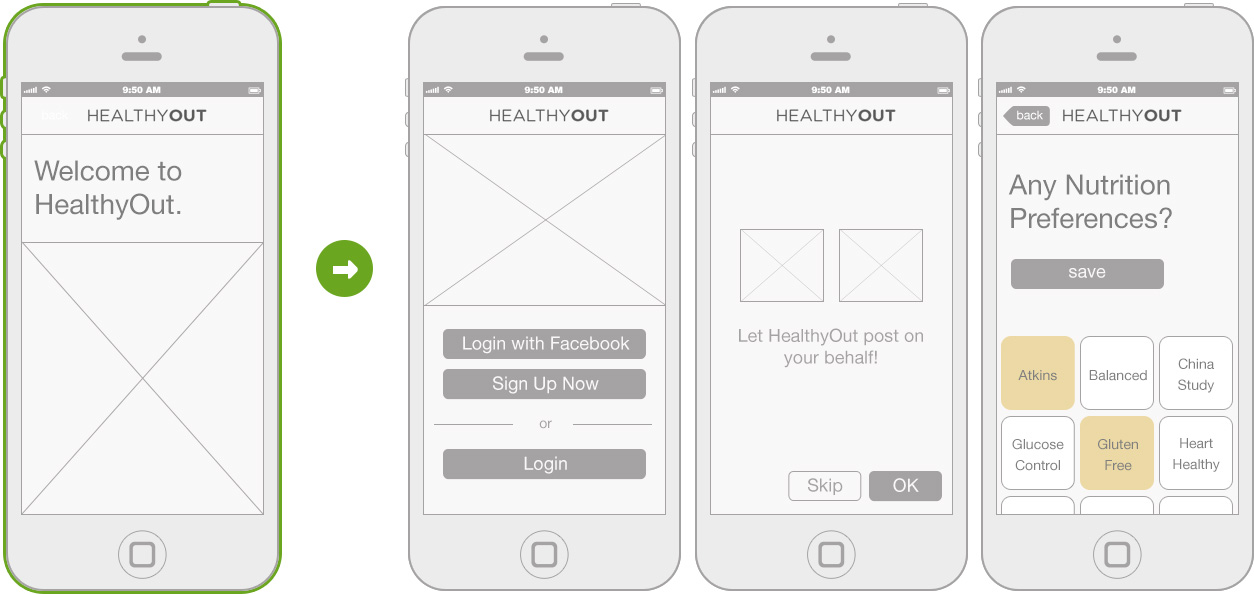 9:50 AM
back HEALTHYOUT
Welcome to
HealthyOut.
9:50 AM
HEALTHYOUT
Login with Facebook
Sign Up Now
or
Login
9:50 AM
HEALTHYOUT
Let HealthyOut post on
your behalf!
Skip OK
9:50 AM
back HEALTHYOUT
Any Nutrition
Preferences?
save
Atkins Balanced China
Study
Glucose
Control Gluten
Free Heart
Healthy